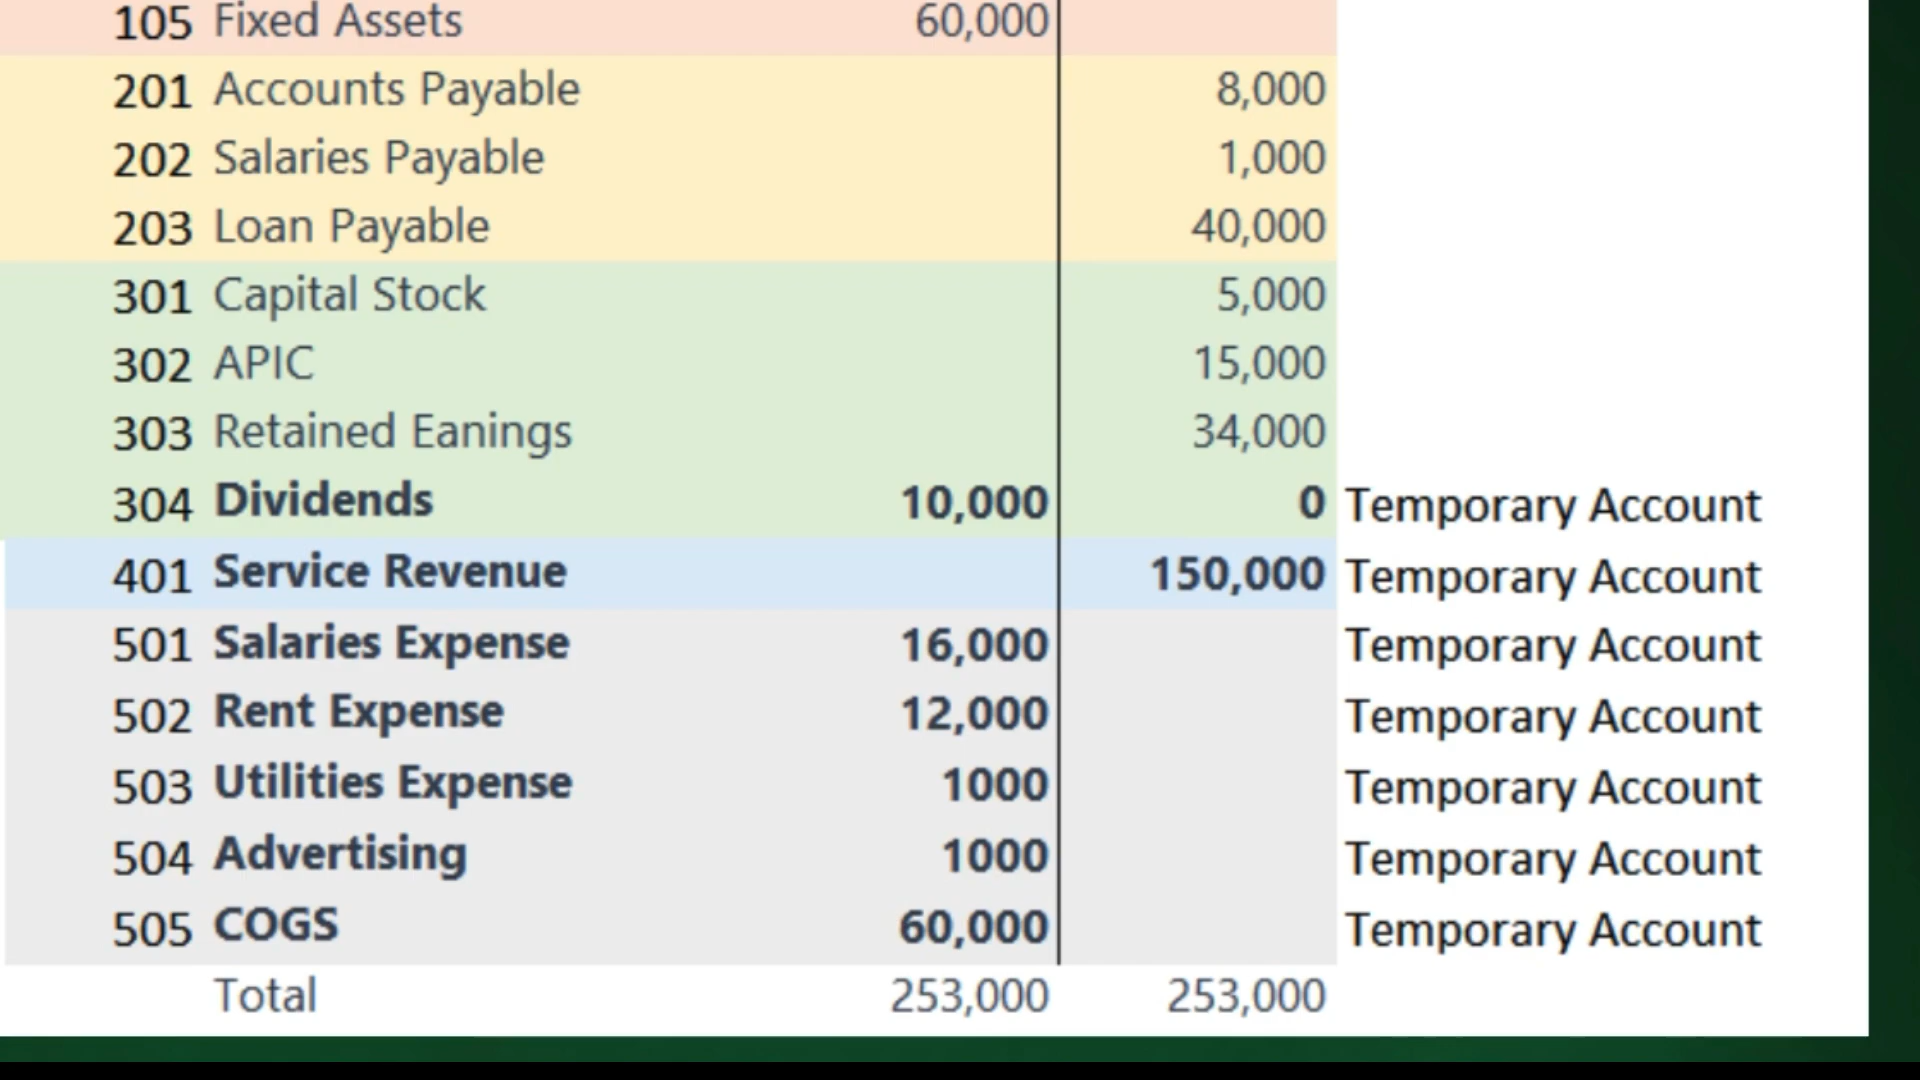 105 Fixed Assets 60,000
201 Accounts Payable 8,000
202 Salaries Payable 1,000
203 Loan Payable 40,000
301 Capital Stock 5,000
302 APIC 15,000
303 Retained Eanings 34,000
304 Dividends 10,000 0 Temporary Account
401 Service Revenue 150,000 Temporary Account
501 Salaries Expense 16,000 Temporary Account
502 Rent Expense 12,000 Temporary Account
503 Utilities Expense 1000 Temporary Account
504 Advertising 1000 Temporary Account
505 COGS 60,000 Temporary Account
Total 253,000 253,000